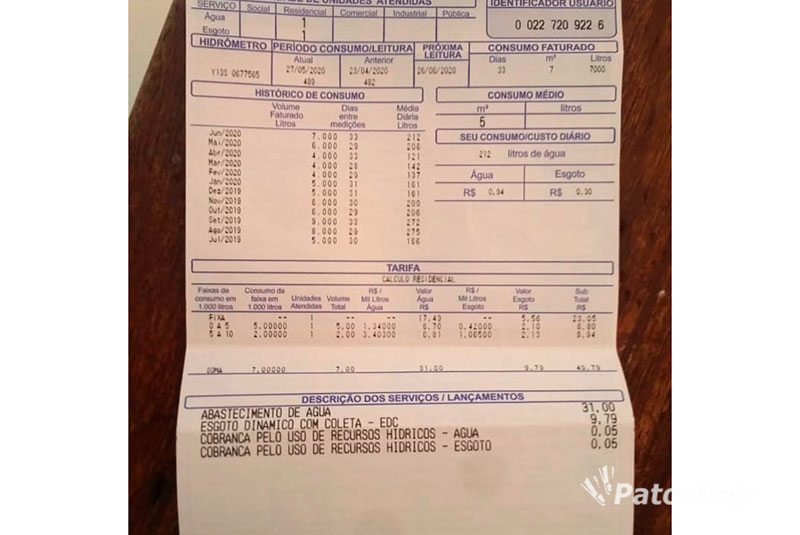 DE UNIDADES ATENDIDAS
IDENTIFICADOR USUÁRIO
SERVIÇO Social Residencial Comercial Industrial Pública
Água 1
Esgoto 1
0 022 720 922 6
HIDRÔMETRO PERÍODO CONSUMO/LEITURA PRÓXIMA LEITURA CONSUMO FATURADO
Atual Anterior Dias m³ Litros
27/05/2020 23/04/2020 26/06/2020 33 7 7000
Y13S 0677565 489 482
HISTÓRICO DE CONSUMO
Volume Faturado Litros Dias entre medições Média Diária Litros
Jun/2020 7.000 33 212
Mai/2020 6.000 29 206
Abr/2020 4.000 33 121
Mar/2020 4.000 28 142
Fev/2020 4.000 29 137
Jan/2020 5.000 31 161
Dez/2019 5.000 31 161
Nov/2019 6.000 30 200
Out/2019 6.000 29 206
Set/2019 9.000 33 272
Ago/2019 8.000 29 275
Jul/2019 5.000 30 166
CONSUMO MÉDIO
m³ litros
5
SEU CONSUMO/CUSTO DIÁRIO
212 litros de água
Água Esgoto
R$ 0.94 R$ 0.30
TARIFA
CALCULO RESIDENCIAL
Faixas de consumo em 1.000 litros Consumo da faixa em 1.000 litros Unidades Atendidas Volume Total R$ / Mil Litros Água Valor Água R$ R$ / Mil Litros Esgoto Valor Esgoto R$ Sub Total R$
FIXA -- 1 -- 17.49 -- 5.56 23.05
0 A 5 5.00000 1 5.00 1.34000 6.70 0.42000 2.10 8.80
5 A 10 2.00000 1 2.00 3.40300 6.81 1.06500 2.13 8.94
SOMA 7.00000 7.00 31.00 9.79 40.79
DESCRIÇÃO DOS SERVIÇOS / LANÇAMENTOS
ABASTECIMENTO DE AGUA 31,00
ESGOTO DINAMICO COM COLETA - EDC 9,79
COBRANCA PELO USO DE RECURSOS HIDRICOS - AGUA 0,05
COBRANCA PELO USO DE RECURSOS HIDRICOS - ESGOTO 0,05